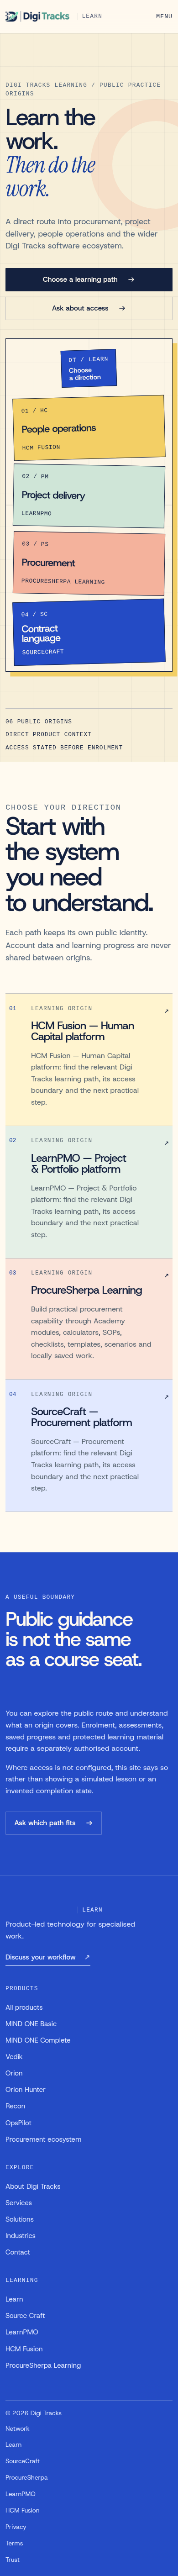 DigiTracks
LEARN
MENU
DIGI TRACKS LEARNING / PUBLIC PRACTICE
ORIGINS
Learn the
work.
Then do the
work.
A direct route into procurement, project
delivery, people operations and the wider
Digi Tracks software ecosystem.
Choose a learning path →
Ask about access →
DT / LEARN
Choose
a direction
01 / HC
People operations
HCM FUSION
02 / PM
Project delivery
LEARNPMO
03 / PS
Procurement
PROCURESHERPA LEARNING
04 / SC
Contract
language
SOURCECRAFT
06 PUBLIC ORIGINS
DIRECT PRODUCT CONTEXT
ACCESS STATED BEFORE ENROLMENT
CHOOSE YOUR DIRECTION
Start with
the system
you need
to understand.
Each path keeps its own public identity.
Account data and learning progress are never
shared between origins.
01 LEARNING ORIGIN ↗
HCM Fusion — Human
Capital platform
HCM Fusion — Human Capital
platform: find the relevant Digi
Tracks learning path, its access
boundary and the next practical
step.
02 LEARNING ORIGIN ↗
LearnPMO — Project
& Portfolio platform
LearnPMO — Project & Portfolio
platform: find the relevant Digi
Tracks learning path, its access
boundary and the next practical
step.
03 LEARNING ORIGIN ↗
ProcureSherpa Learning
Build practical procurement
capability through Academy
modules, calculators, SOPs,
checklists, templates, scenarios and
locally saved work.
04 LEARNING ORIGIN ↗
SourceCraft —
Procurement platform
SourceCraft — Procurement
platform: find the relevant Digi
Tracks learning path, its access
boundary and the next practical
step.
A USEFUL BOUNDARY
Public guidance
is not the same
as a course seat.
You can explore the public route and understand
what an origin covers. Enrolment, assessments,
saved progress and protected learning material
require a separately authorised account.
Where access is not configured, this site says so
rather than showing a simulated lesson or an
invented completion state.
Ask which path fits →
LEARN
Product-led technology for specialised
work.
Discuss your workflow ↗
PRODUCTS
All products
MIND ONE Basic
MIND ONE Complete
Vedik
Orion
Orion Hunter
Recon
OpsPilot
Procurement ecosystem
EXPLORE
About Digi Tracks
Services
Solutions
Industries
Contact
LEARNING
Learn
Source Craft
LearnPMO
HCM Fusion
ProcureSherpa Learning
© 2026 Digi Tracks
Network
Learn
SourceCraft
ProcureSherpa
LearnPMO
HCM Fusion
Privacy
Terms
Trust